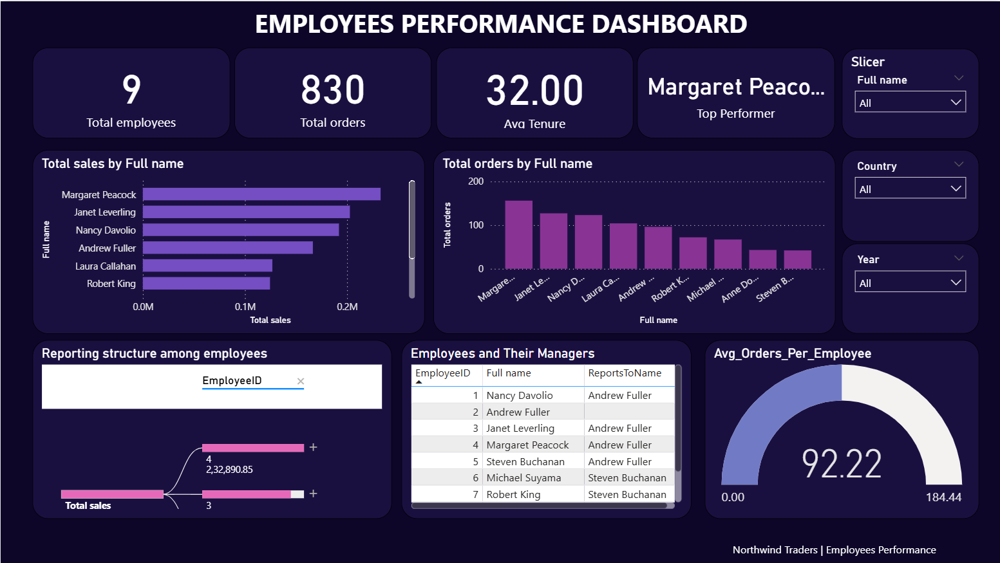 EMPLOYEES PERFORMANCE DASHBOARD
9
Total employees
830
Total orders
32.00
Avg Tenure
Margaret Peaco...
Top Performer
Slicer
Full name
All
Total sales by Full name
Full name
Margaret Peacock
Janet Leverling
Nancy Davolio
Andrew Fuller
Laura Callahan
Robert King
0.0M 0.1M 0.2M
Total sales
Total orders by Full name
Total orders
200
100
0
Margare... Janet Le... Nancy D... Laura Ca... Andrew ... Robert K... Michael ... Anne Do... Steven B...
Full name
Country
All
Year
All
Reporting structure among employees
EmployeeID
4
2,32,890.85
Total sales
3
Employees and Their Managers
EmployeeID Full name ReportsToName
1 Nancy Davolio Andrew Fuller
2 Andrew Fuller
3 Janet Leverling Andrew Fuller
4 Margaret Peacock Andrew Fuller
5 Steven Buchanan Andrew Fuller
6 Michael Suyama Steven Buchanan
7 Robert King Steven Buchanan
Avg_Orders_Per_Employee
92.22
0.00 184.44
Northwind Traders | Employees Performance